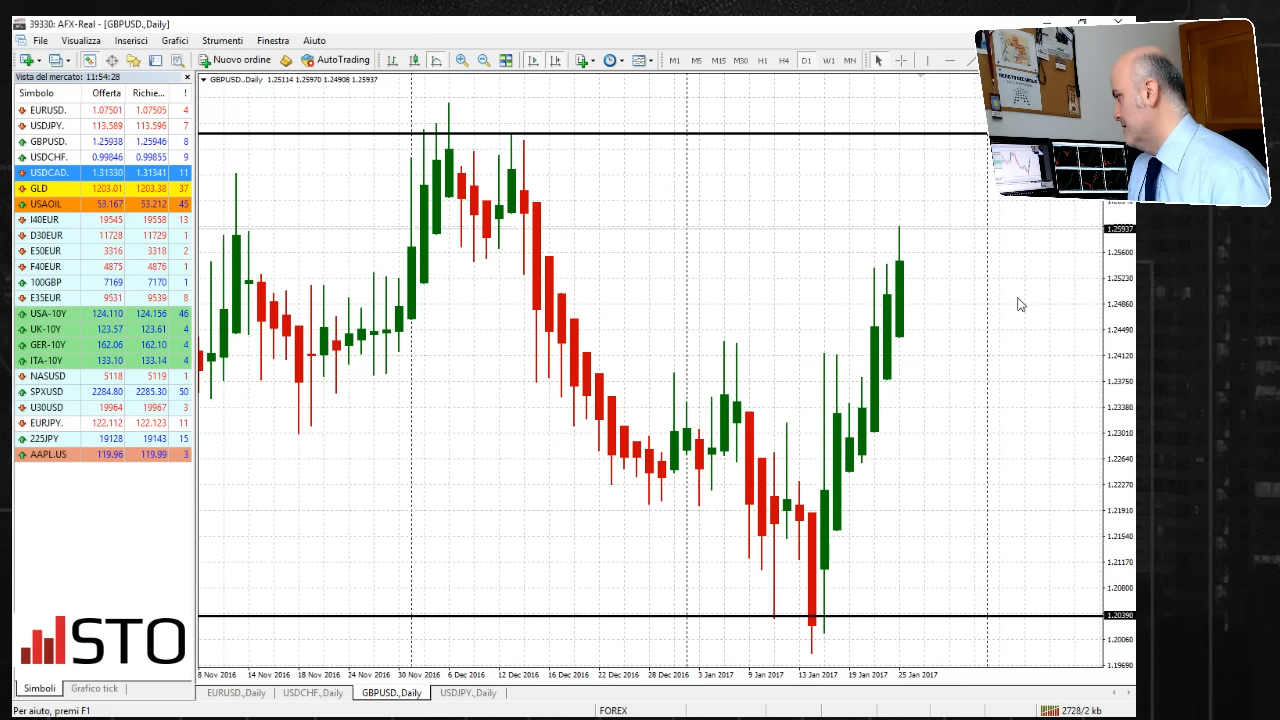 39330: AFX-Real - [GBPUSD.,Daily]
File Visualizza Inserisci Grafici Strumenti Finestra Aiuto
Nuovo ordine AutoTrading M1 M5 M15 M30 H1 H4 D1 W1 MN
Vista del mercato: 11:54:28
Simbolo Offerta Richie... !
EURUSD. 1.07501 1.07505 4
USDJPY. 113.589 113.596 7
GBPUSD. 1.25938 1.25946 8
USDCHF. 0.99846 0.99855 9
USDCAD. 1.31330 1.31341 11
GLD 1203.01 1203.38 37
USAOIL 53.167 53.212 45
I40EUR 19545 19558 13
D30EUR 11728 11729 1
E50EUR 3316 3318 2
F40EUR 4875 4876 1
100GBP 7169 7170 1
E35EUR 9531 9539 8
USA-10Y 124.110 124.156 46
UK-10Y 123.57 123.61 4
GER-10Y 162.06 162.10 4
ITA-10Y 133.10 133.14 4
NASUSD 5118 5119 1
SPXUSD 2284.80 2285.30 50
U30USD 19964 19967 3
EURJPY. 122.112 122.123 11
225JPY 19128 19143 15
AAPL.US 119.96 119.99 3
STO
Simboli Grafico tick
GBPUSD.,Daily 1.25114 1.25970 1.24908 1.25937
1.25937
1.25600
1.25230
1.24860
1.24490
1.24120
1.23750
1.23380
1.23010
1.22640
1.22270
1.21910
1.21540
1.21170
1.20800
1.20390
1.20060
1.19690
8 Nov 2016 14 Nov 2016 18 Nov 2016 24 Nov 2016 30 Nov 2016 6 Dec 2016 12 Dec 2016 16 Dec 2016 22 Dec 2016 28 Dec 2016 3 Jan 2017 9 Jan 2017 13 Jan 2017 19 Jan 2017 25 Jan 2017
EURUSD.,Daily USDCHF.,Daily GBPUSD.,Daily USDJPY.,Daily
Per aiuto, premi F1 FOREX 2728/2 kb